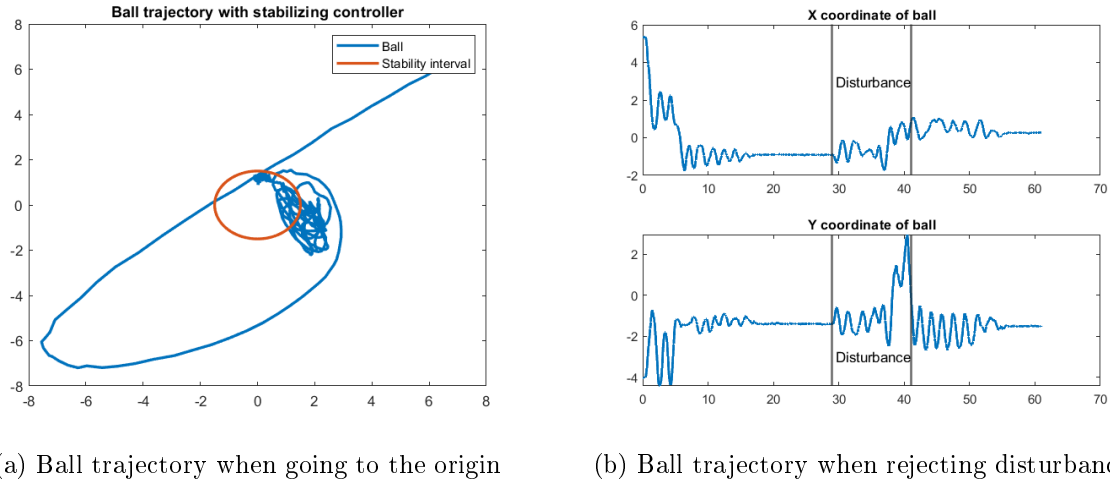 Ball trajectory with stabilizing controller
8
6
4
2
0
-2
-4
-6
-8
-8 -6 -4 -2 0 2 4 6 8
Ball
Stability interval
X coordinate of ball
6
4
2
0
-2
0 10 20 30 40 50 60 70
Disturbance
Y coordinate of ball
2
0
-2
-4
0 10 20 30 40 50 60 70
Disturbance
a) Ball trajectory when going to the origin
(b) Ball trajectory when rejecting disturban